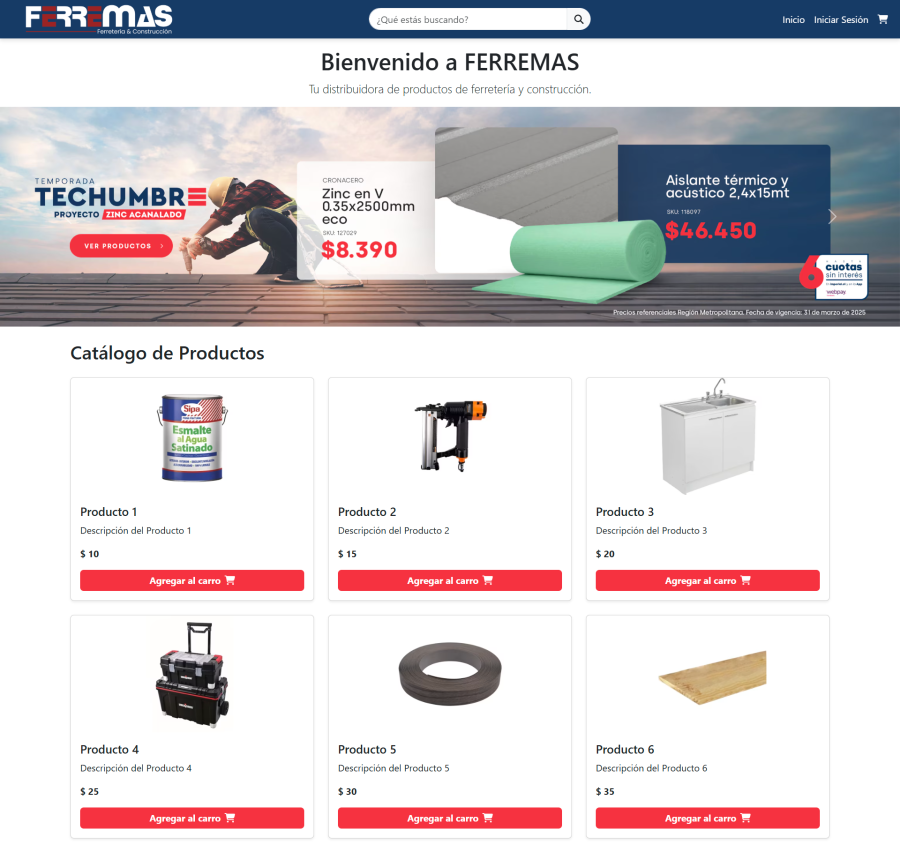 FERREMAS
Ferretería & Construcción
¿Qué estás buscando?
Inicio Iniciar Sesión
Bienvenido a FERREMAS
Tu distribuidora de productos de ferretería y construcción.
TEMPORADA
TECHUMBRE
PROYECTO ZINC ACANALADO
VER PRODUCTOS >
CRONACERO
Zinc en V
0.35x2500mm
eco
SKU: 127029
$8.390
Aislante térmico y
acústico 2,4x15mt
SKU: 118097
$46.450
6 cuotas
sin interés
webpay
Precios referenciales Región Metropolitana. Fecha de vigencia: 31 de marzo de 2025
Catálogo de Productos
Sipa
Esmalte
al Agua
Satinado
Producto 1
Descripción del Producto 1
$ 10
Agregar al carro
Producto 2
Descripción del Producto 2
$ 15
Agregar al carro
Producto 3
Descripción del Producto 3
$ 20
Agregar al carro
Producto 4
Descripción del Producto 4
$ 25
Agregar al carro
Producto 5
Descripción del Producto 5
$ 30
Agregar al carro
Producto 6
Descripción del Producto 6
$ 35
Agregar al carro